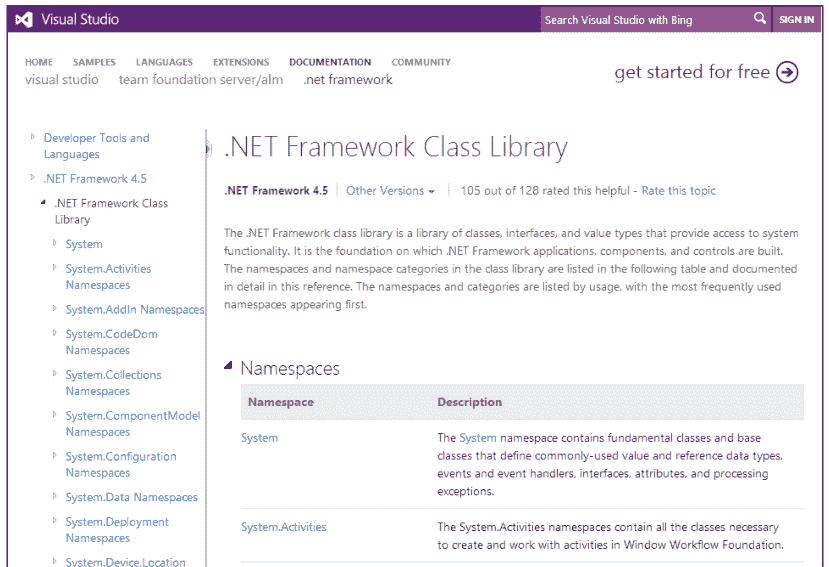 Visual Studio
Search Visual Studio with Bing
SIGN IN
HOME SAMPLES LANGUAGES EXTENSIONS DOCUMENTATION COMMUNITY
visual studio team foundation server/alm .net framework
get started for free
Developer Tools and
Languages
.NET Framework 4.5
.NET Framework Class
Library
System
System.Activities
Namespaces
System.AddIn Namespaces
System.CodeDom
Namespaces
System.Collections
Namespaces
System.ComponentModel
Namespaces
System.Configuration
Namespaces
System.Data Namespaces
System.Deployment
Namespaces
System.Device.Location
.NET Framework Class Library
.NET Framework 4.5 Other Versions 105 out of 128 rated this helpful - Rate this topic
The .NET Framework class library is a library of classes, interfaces, and value types that provide access to system
functionality. It is the foundation on which .NET Framework applications, components, and controls are built.
The namespaces and namespace categories in the class library are listed in the following table and documented
in detail in this reference. The namespaces and categories are listed by usage, with the most frequently used
namespaces appearing first.
Namespaces
Namespace Description
System
The System namespace contains fundamental classes and base
classes that define commonly-used value and reference data types,
events and event handlers, interfaces, attributes, and processing
exceptions.
System.Activities
The System.Activities namespaces contain all the classes necessary
to create and work with activities in Window Workflow Foundation.